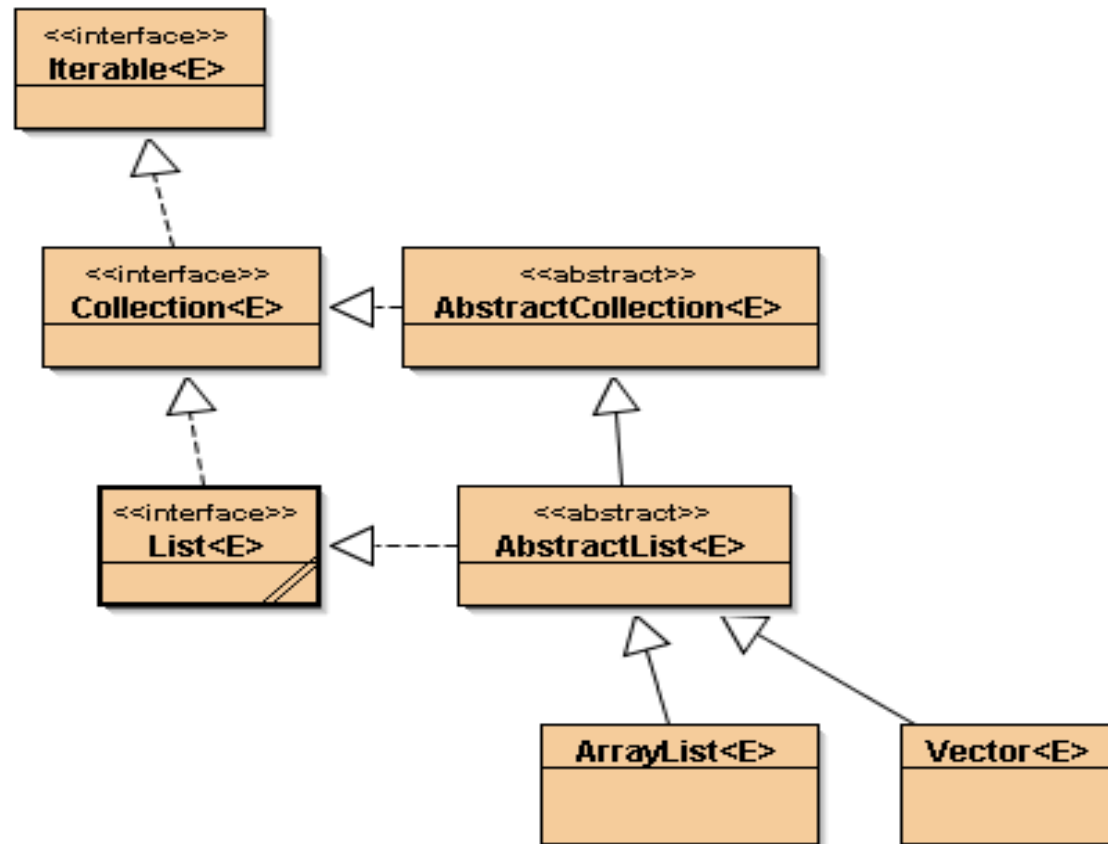 <<interface>>
Iterable<E>
<<interface>>
Collection<E>
<<abstract>>
AbstractCollection<E>
<<interface>>
List<E>
<<abstract>>
AbstractList<E>
ArrayList<E>
Vector<E>